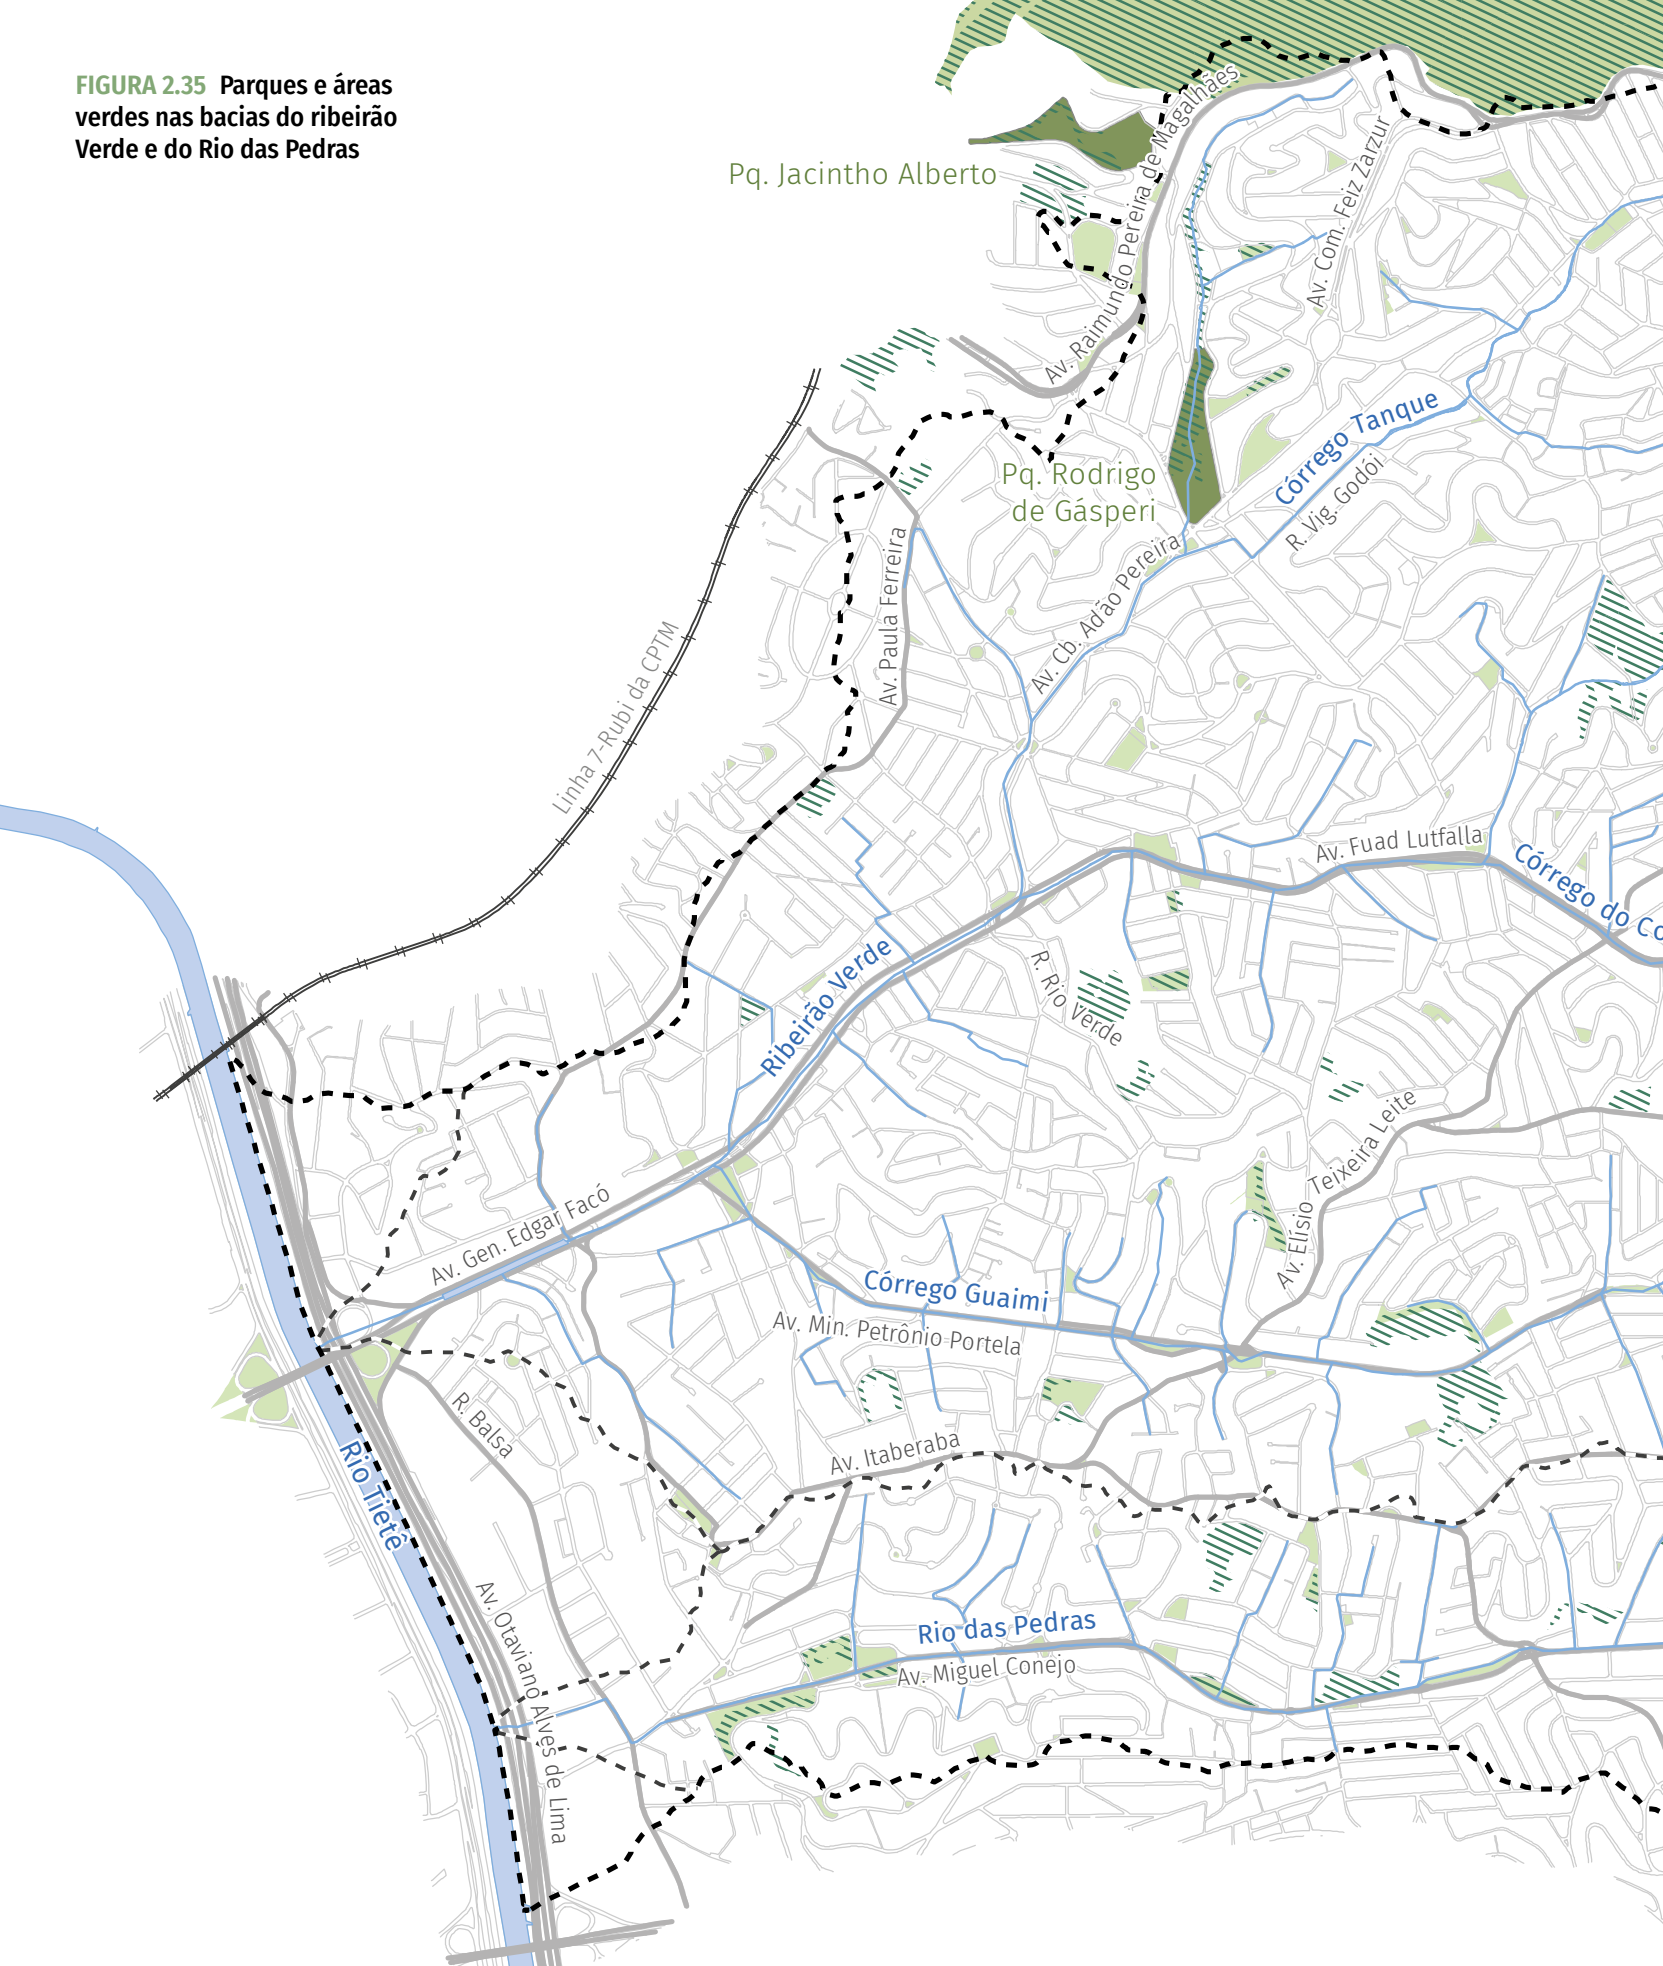 FIGURA 2.35 Parques e áreas
verdes nas bacias do ribeirão
Verde e do Rio das Pedras
Pq. Jacintho Alberto
Av. Raimundo Pereira de Magalhães
Av. Com. Feiz Zarzur
Córrego Tanque
R. Vig. Godói
Pq. Rodrigo
de Gásperi
Av. Cb. Adão Pereira
Av. Paula Ferreira
Linha 7-Rubi da CPTM
Av. Fuad Lutfalla
Córrego do Co
Ribeirão Verde
R. Rio Verde
Av. Elísio Teixeira Leite
Av. Gen. Edgar Facó
Córrego Guaimi
Av. Min. Petrônio Portela
R. Balsa
Av. Itaberaba
Rio Tietê
Rio das Pedras
Av. Miguel Conejo
Av. Otaviano Alves de Lima